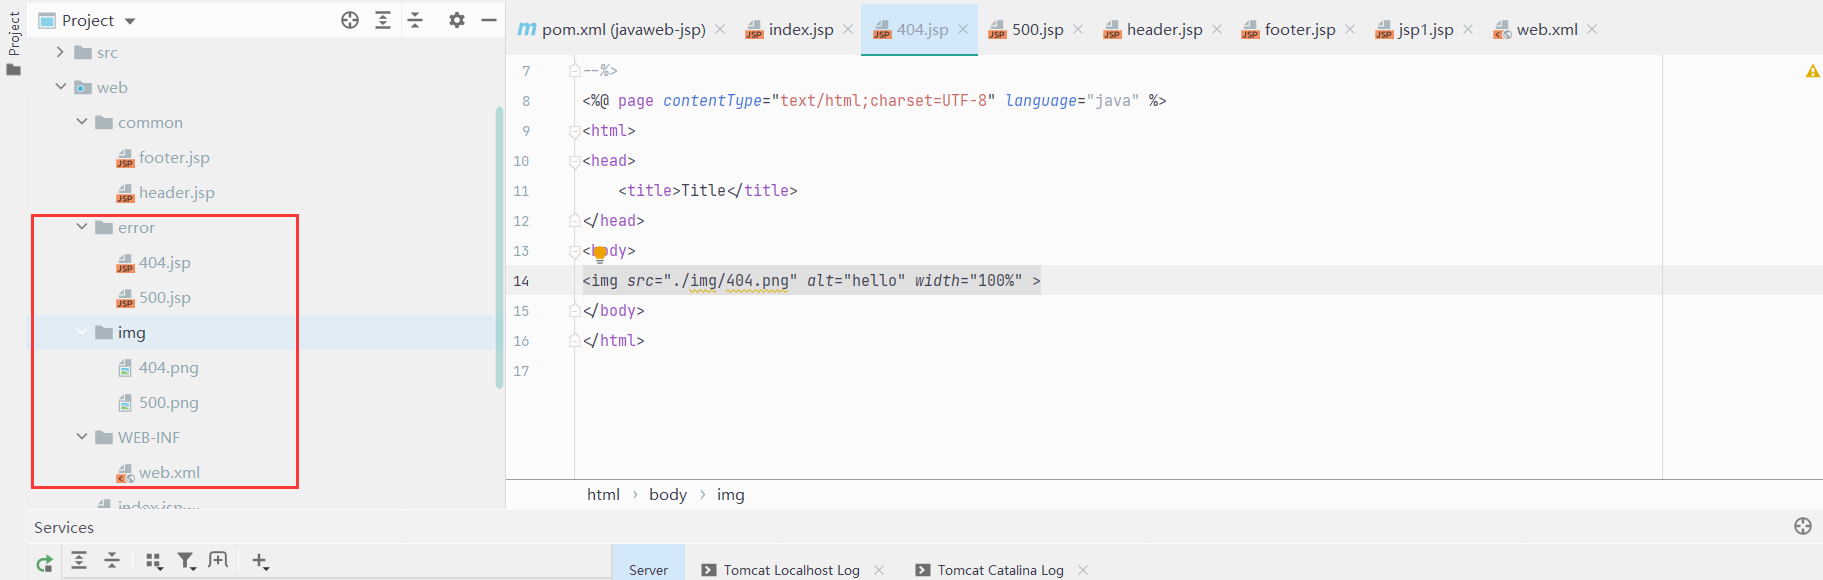 Project
Project
src
web
common
footer.jsp
header.jsp
error
404.jsp
500.jsp
img
404.png
500.png
WEB-INF
web.xml
index.jsp
pom.xml (javaweb-jsp) index.jsp 404.jsp 500.jsp header.jsp footer.jsp jsp1.jsp web.xml
7 --%>
8 <%@ page contentType="text/html;charset=UTF-8" language="java" %>
9 <html>
10 <head>
11 <title>Title</title>
12 </head>
13 <body>
14 <img src="./img/404.png" alt="hello" width="100%" >
15 </body>
16 </html>
17
html › body › img
Services
Server Tomcat Localhost Log Tomcat Catalina Log